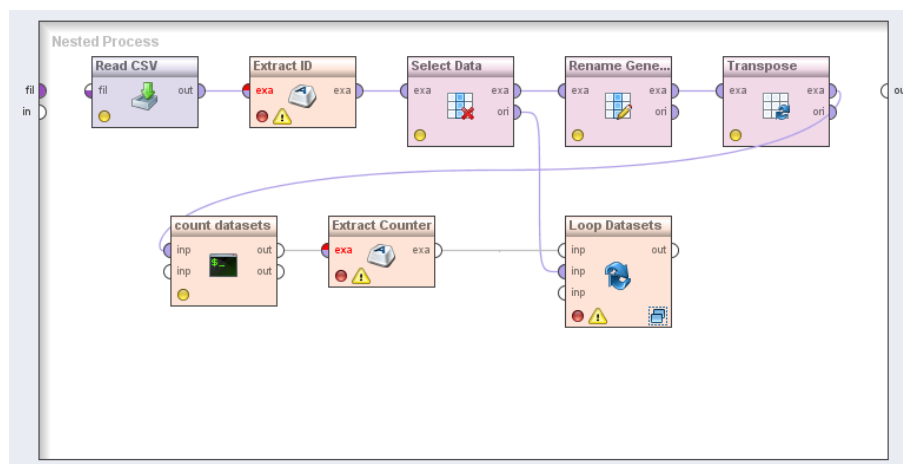 Nested Process
Read CSV
Extract ID
Select Data
Rename Gene...
Transpose
fil
fil
out
exa
exa
exa
exa
exa
exa
exa
exa
ou
in
ori
ori
ori
count datasets
Extract Counter
Loop Datasets
inp
out
exa
exa
inp
out
inp
out
inp
$_
inp